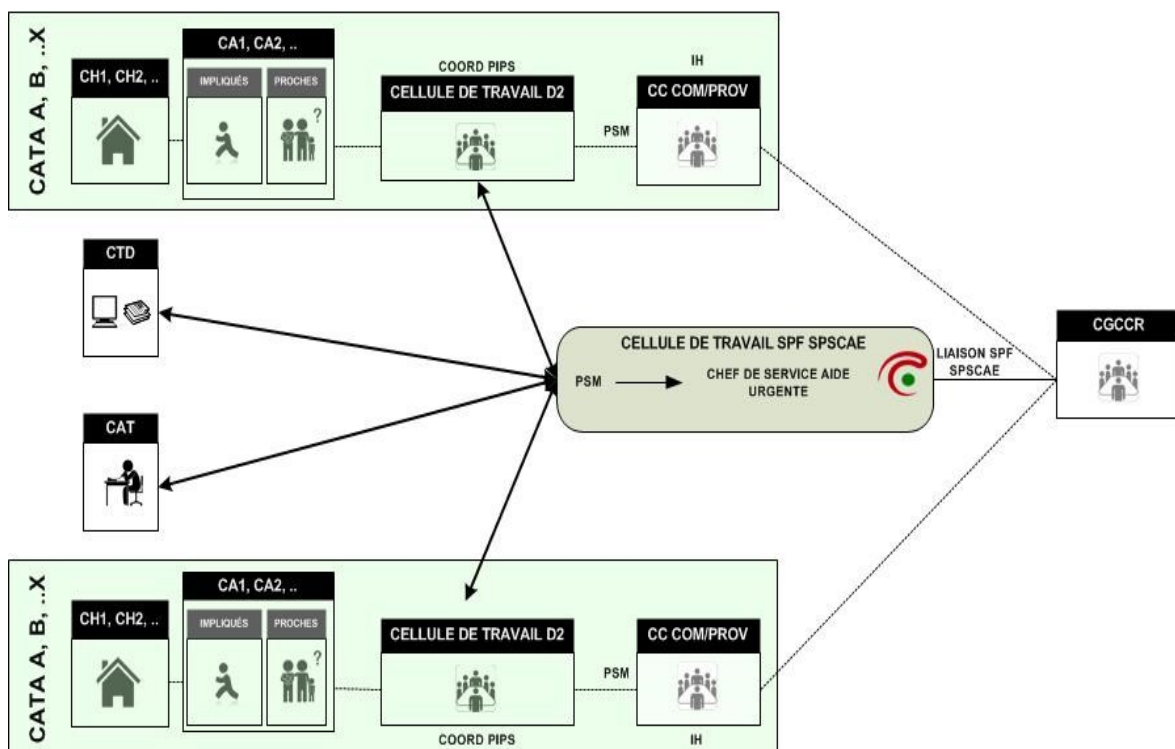 CATA A, B, ..X
CH1, CH2, ..
CA1, CA2, ..
IMPLIQUÉS
PROCHES
?
COORD PIPS
CELLULE DE TRAVAIL D2
PSM
IH
CC COM/PROV
CTD
CAT
CELLULE DE TRAVAIL SPF SPSCAE
PSM
CHEF DE SERVICE AIDE
URGENTE
LIAISON SPF
SPSCAE
CGCCR
CATA A, B, ..X
CH1, CH2, ..
CA1, CA2, ..
IMPLIQUÉS
PROCHES
?
CELLULE DE TRAVAIL D2
COORD PIPS
PSM
CC COM/PROV
IH